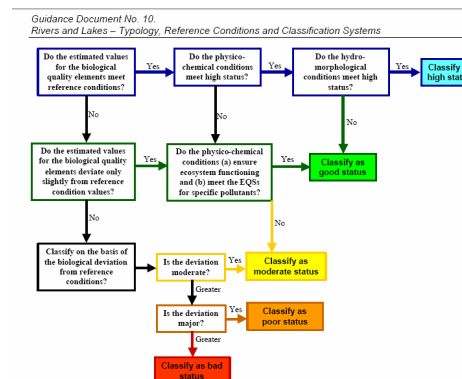 Guidance Document No. 10.
Rivers and Lakes – Typology, Reference Conditions and Classification Systems
Do the estimated values
for the biological
quality elements meet
reference conditions?
Yes
Do the physico-
chemical conditions
meet high status?
Yes
Do the hydro-
morphological
conditions meet high
status?
Yes
Classify
high stat
No
No
No
Do the estimated values
for the biological quality
elements deviate only
slightly from reference
condition values?
Yes
Do the physico-chemical
conditions (a) ensure
ecosystem functioning
and (b) meet the EQSs
for specific pollutants?
Yes
Classify as
good status
No
No
Classify on the basis of
the biological deviation
from reference
conditions?
Is the deviation
moderate?
Yes
Classify as
moderate status
Greater
Is the deviation
major?
Yes
Classify as
poor status
Greater
Classify as bad
status